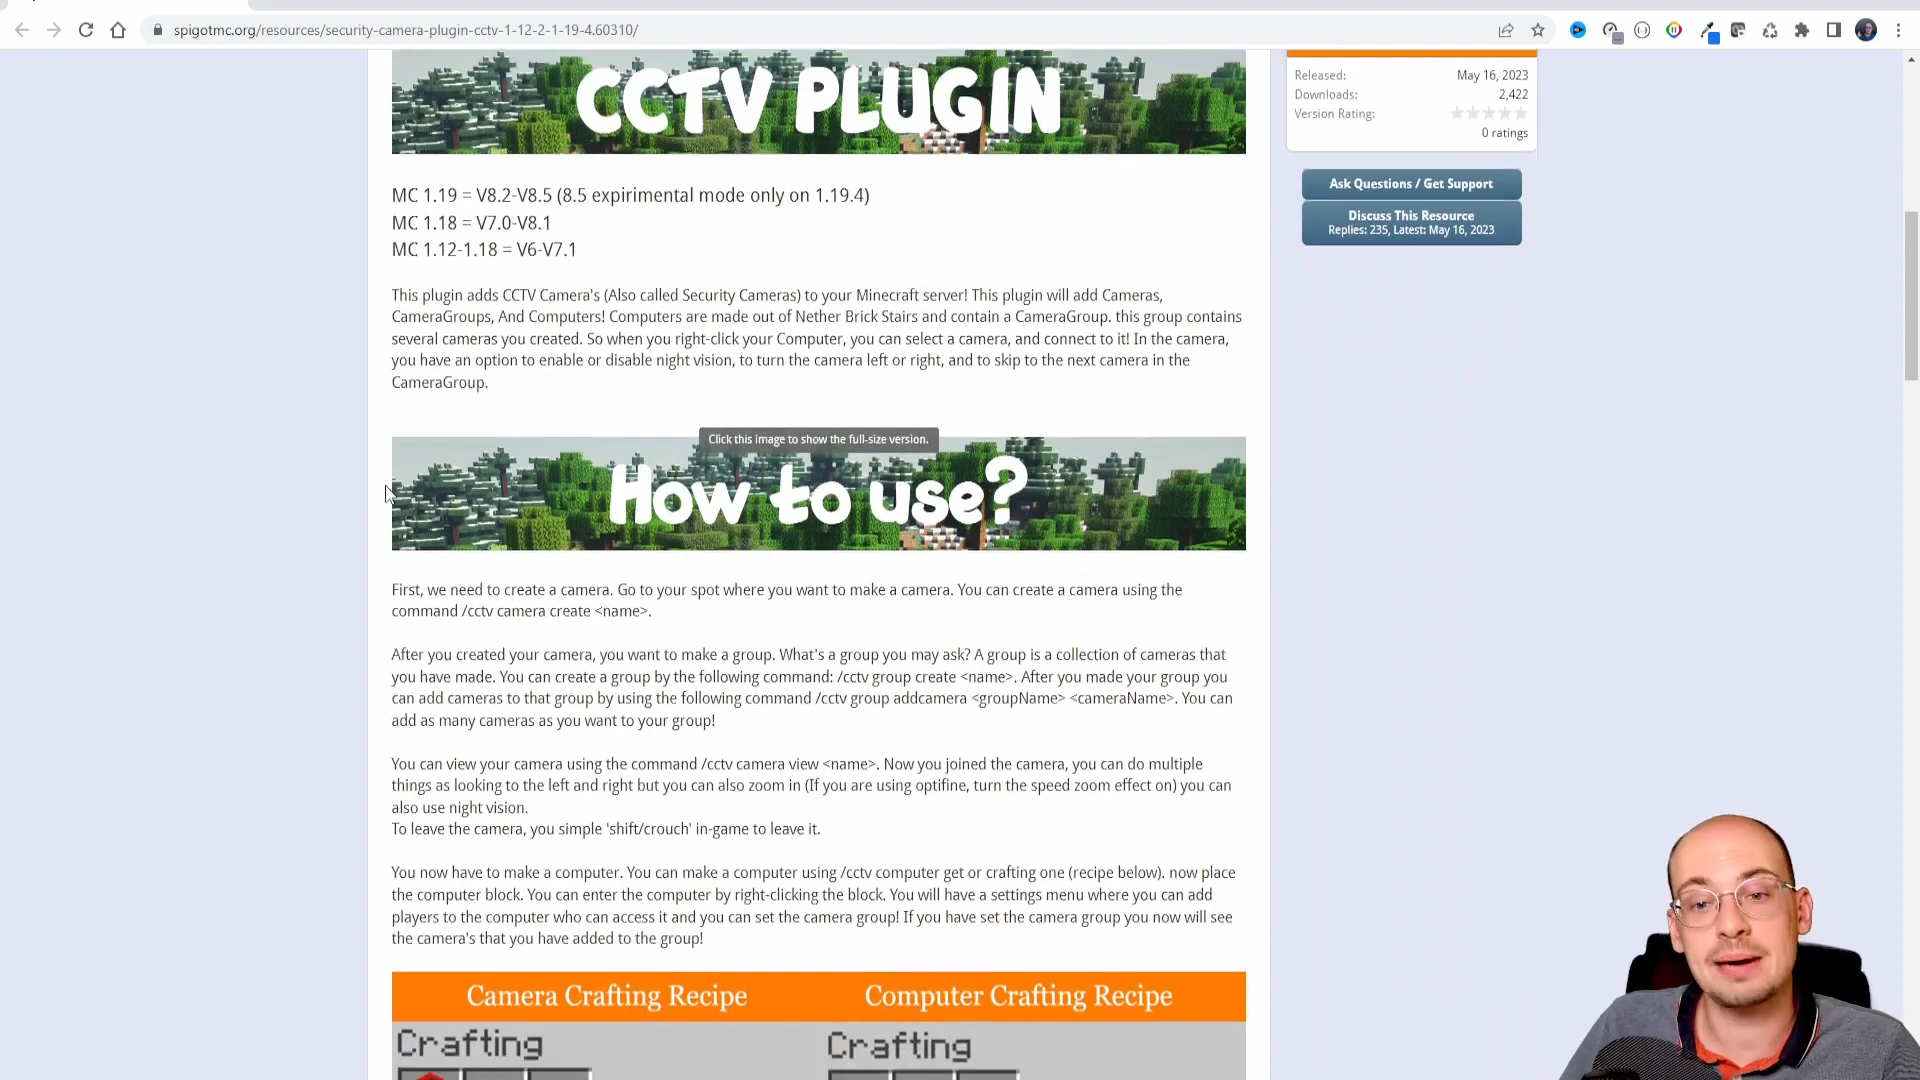 spigotmc.org/resources/security-camera-plugin-cctv-1-12-2-1-19-4.60310/
CCTV PLUGIN
Released: May 16, 2023
Downloads: 2,422
Version Rating:
0 ratings
Ask Questions / Get Support
Discuss This Resource
Replies: 235, Latest: May 16, 2023
MC 1.19 = V8.2-V8.5 (8.5 expirimental mode only on 1.19.4)
MC 1.18 = V7.0-V8.1
MC 1.12-1.18 = V6-V7.1
This plugin adds CCTV Camera's (Also called Security Cameras) to your Minecraft server! This plugin will add Cameras,
CameraGroups, And Computers! Computers are made out of Nether Brick Stairs and contain a CameraGroup. this group contains
several cameras you created. So when you right-click your Computer, you can select a camera, and connect to it! In the camera,
you have an option to enable or disable night vision, to turn the camera left or right, and to skip to the next camera in the
CameraGroup.
Click this image to show the full-size version.
How to use?
First, we need to create a camera. Go to your spot where you want to make a camera. You can create a camera using the
command /cctv camera create <name>.
After you created your camera, you want to make a group. What's a group you may ask? A group is a collection of cameras that
you have made. You can create a group by the following command: /cctv group create <name>. After you made your group you
can add cameras to that group by using the following command /cctv group addcamera <groupName> <cameraName>. You can
add as many cameras as you want to your group!
You can view your camera using the command /cctv camera view <name>. Now you joined the camera, you can do multiple
things as looking to the left and right but you can also zoom in (If you are using optifine, turn the speed zoom effect on) you can
also use night vision.
To leave the camera, you simple 'shift/crouch' in-game to leave it.
You now have to make a computer. You can make a computer using /cctv computer get or crafting one (recipe below). now place
the computer block. You can enter the computer by right-clicking the block. You will have a settings menu where you can add
players to the computer who can access it and you can set the camera group! If you have set the camera group you now will see
the camera's that you have added to the group!
Camera Crafting Recipe
Computer Crafting Recipe
Crafting
Crafting